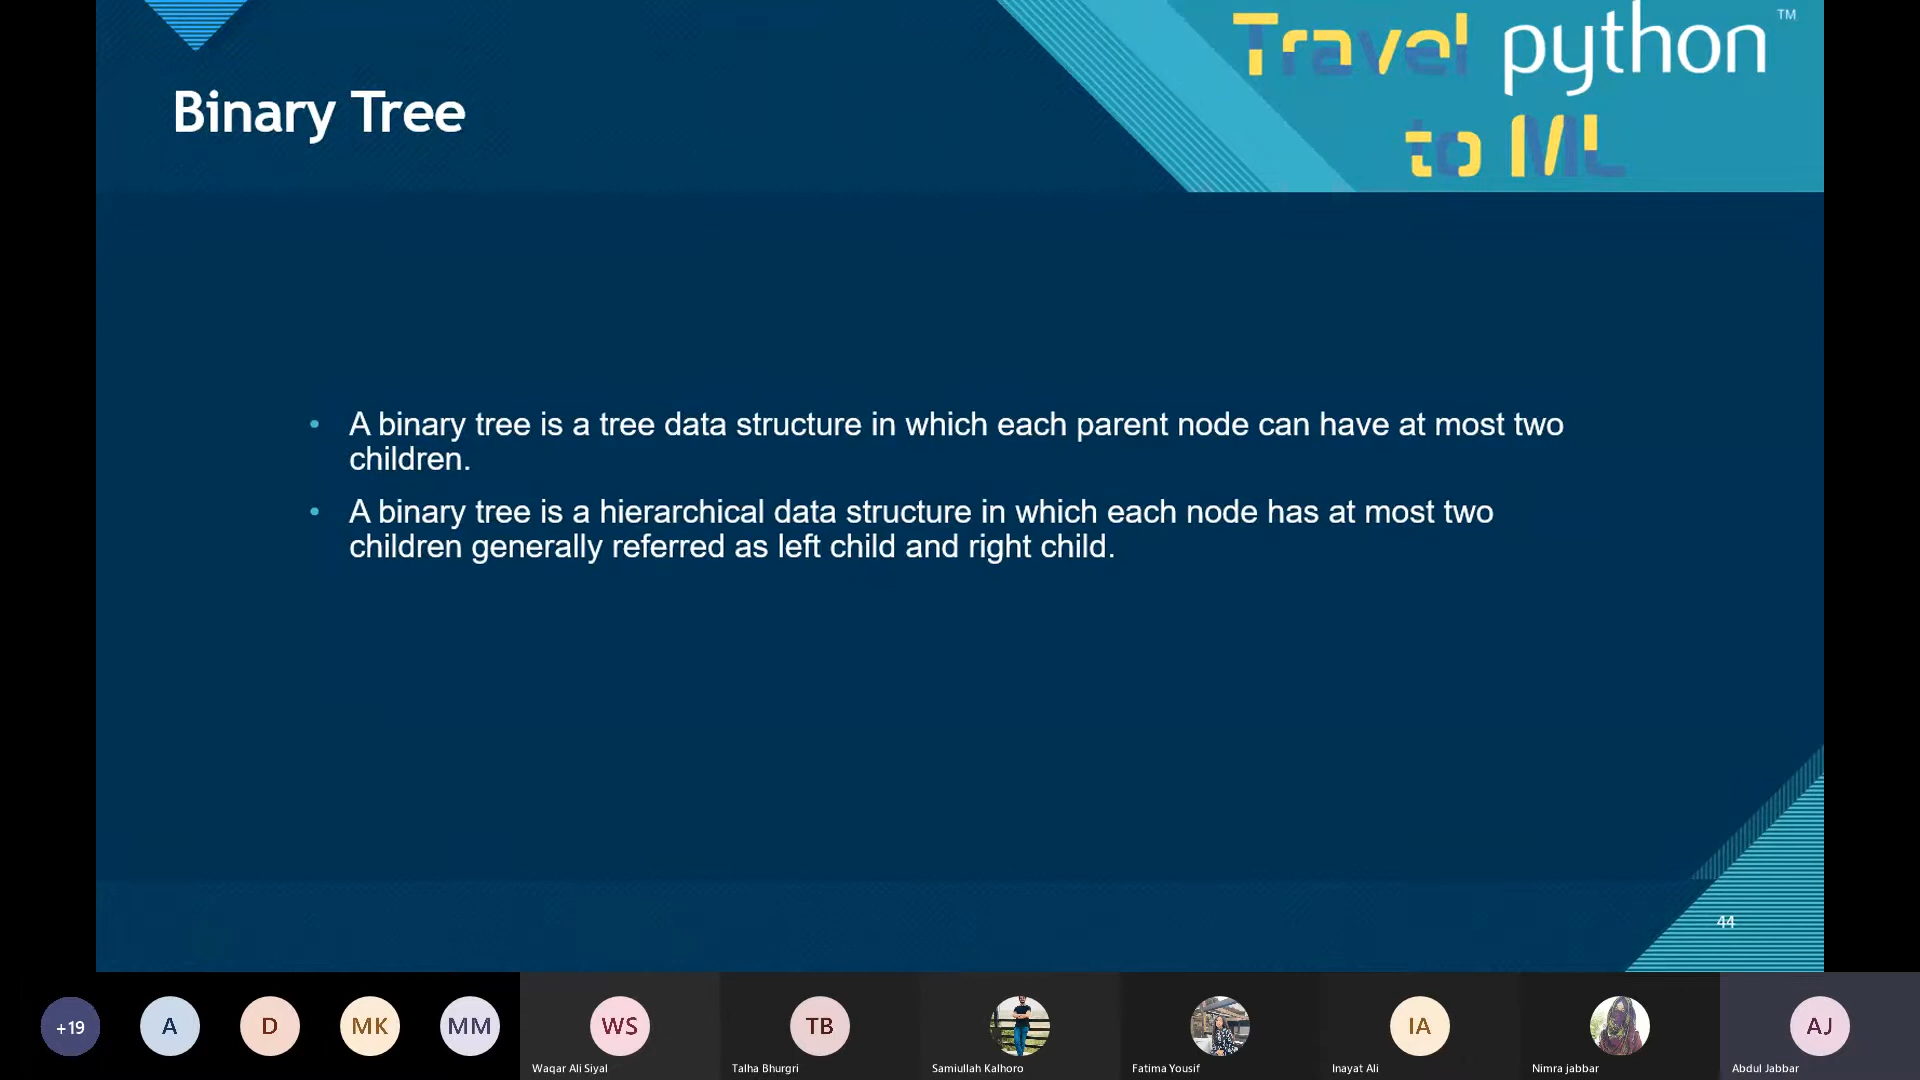 Travel python ™
to ML
Binary Tree
• A binary tree is a tree data structure in which each parent node can have at most two
children.
• A binary tree is a hierarchical data structure in which each node has at most two
children generally referred as left child and right child.
44
+19 A D MK MM WS TB IA AJ
Waqar Ali Siyal Talha Bhurgri Samiullah Kalhoro Fatima Yousif Inayat Ali Nimra jabbar Abdul Jabbar